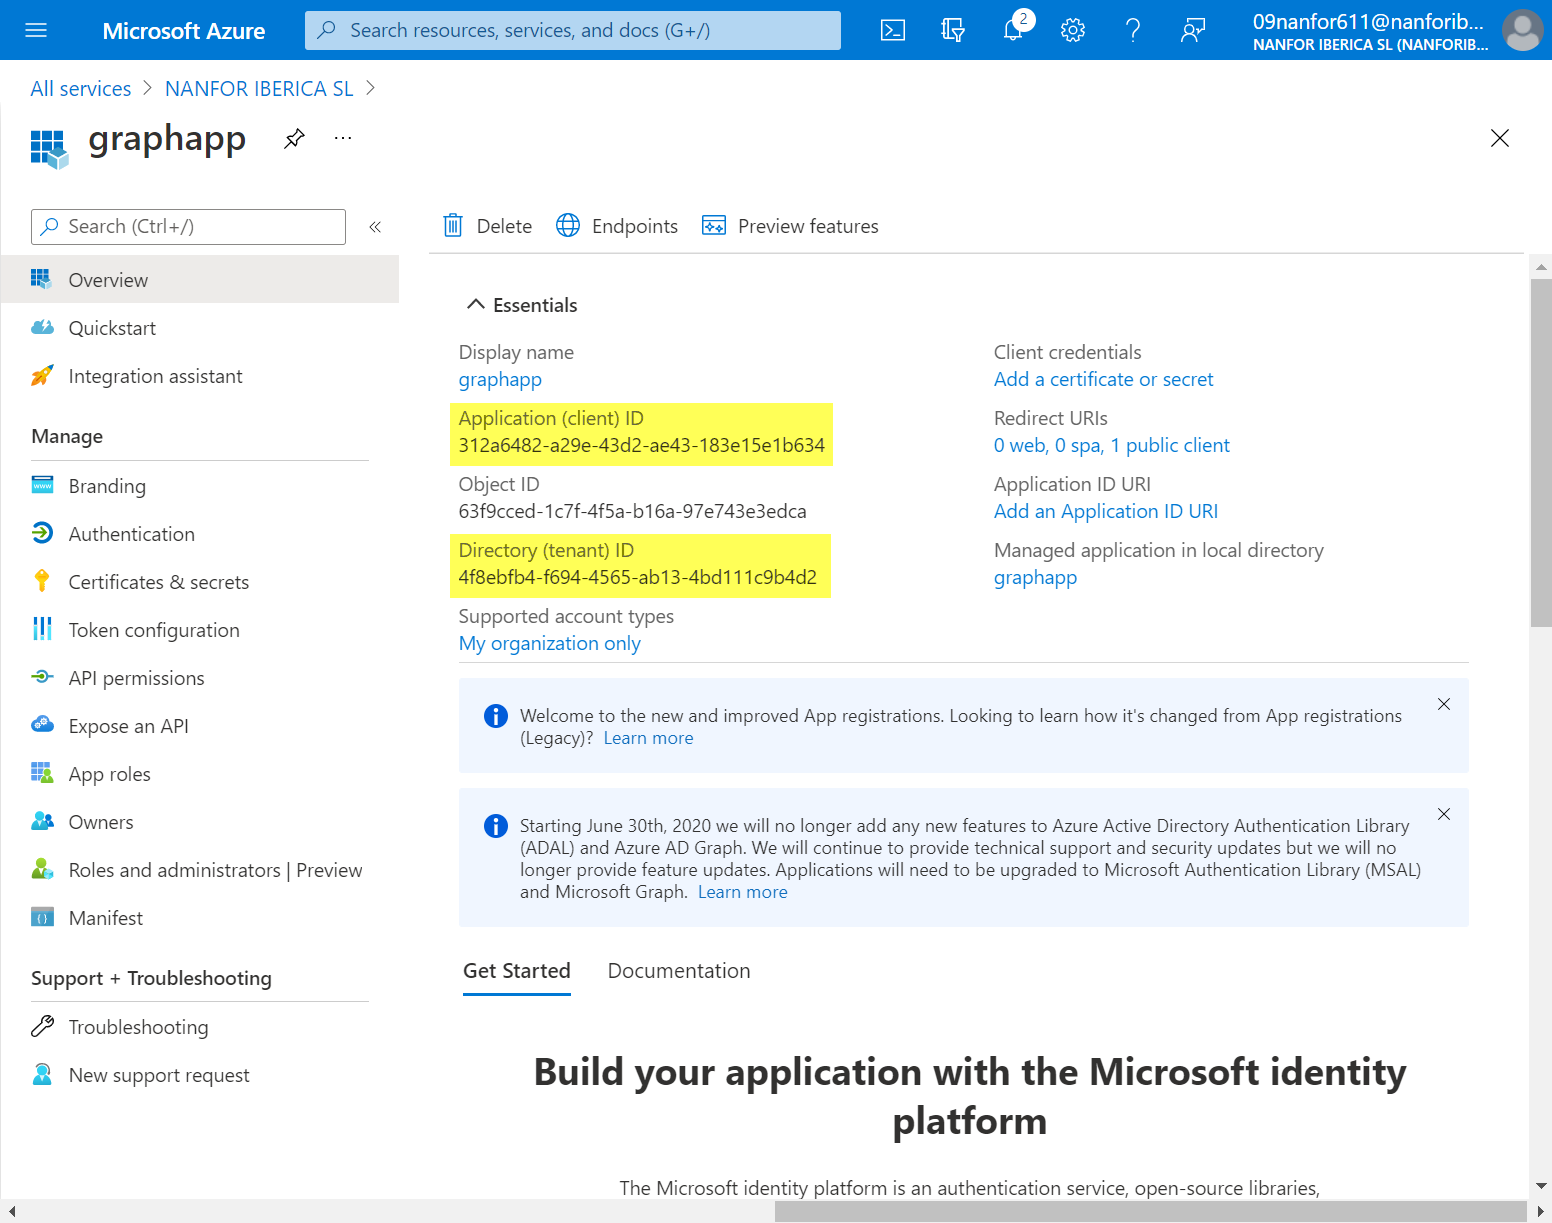 Microsoft Azure
Search resources, services, and docs (G+/)
2
09nanfor611@nanforib...
NANFOR IBERICA SL (NANFORIB...
All services > NANFOR IBERICA SL >
graphapp
...
Search (Ctrl+/)
«
Overview
Quickstart
Integration assistant
Manage
Branding
Authentication
Certificates & secrets
Token configuration
API permissions
Expose an API
App roles
Owners
Roles and administrators | Preview
Manifest
Support + Troubleshooting
Troubleshooting
New support request
Delete
Endpoints
Preview features
Essentials
Display name
graphapp
Application (client) ID
312a6482-a29e-43d2-ae43-183e15e1b634
Object ID
63f9cced-1c7f-4f5a-b16a-97e743e3edca
Directory (tenant) ID
4f8ebfb4-f694-4565-ab13-4bd111c9b4d2
Supported account types
My organization only
Client credentials
Add a certificate or secret
Redirect URIs
0 web, 0 spa, 1 public client
Application ID URI
Add an Application ID URI
Managed application in local directory
graphapp
Welcome to the new and improved App registrations. Looking to learn how it's changed from App registrations
(Legacy)? Learn more
Starting June 30th, 2020 we will no longer add any new features to Azure Active Directory Authentication Library
(ADAL) and Azure AD Graph. We will continue to provide technical support and security updates but we will no
longer provide feature updates. Applications will need to be upgraded to Microsoft Authentication Library (MSAL)
and Microsoft Graph. Learn more
Get Started
Documentation
Build your application with the Microsoft identity
platform
The Microsoft identity platform is an authentication service, open-source libraries,